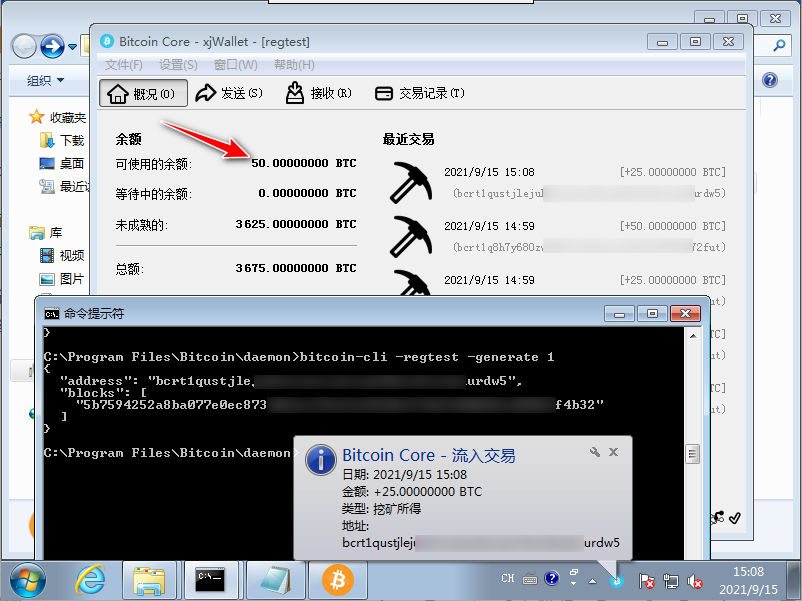 Bitcoin Core - xjWallet - [regtest]
文件(F) 设置(S) 窗口(W) 帮助(H)
概况(O) 发送(S) 接收(R) 交易记录(T)
组织
收藏夹
下载
桌面
最近
库
视频
图片
余额
可使用的余额: 50.00000000 BTC
等待中的余额: 0.00000000 BTC
未成熟的: 3625.00000000 BTC
总额: 3675.00000000 BTC
最近交易
2021/9/15 15:08 [+25.00000000 BTC]
(bcrt1qustjleju urdw5)
2021/9/15 14:59 [+50.00000000 BTC]
(bcrt1q8h7y680z 72fut)
2021/9/15 14:59 [+25.00000000 BTC]
命令提示符
}
C:\Program Files\Bitcoin\daemon>bitcoin-cli -regtest -generate 1
{
"address": "bcrt1qustjle urdw5",
"blocks": [
"5b7594252a8ba077e0ec873 f4b32"
]
}
C:\Program Files\Bitcoin\daemon
Bitcoin Core - 流入交易
日期: 2021/9/15 15:08
金额: +25.00000000 BTC
类型: 挖矿所得
地址:
bcrt1qustjlej urdw5
CH
15:08
2021/9/15